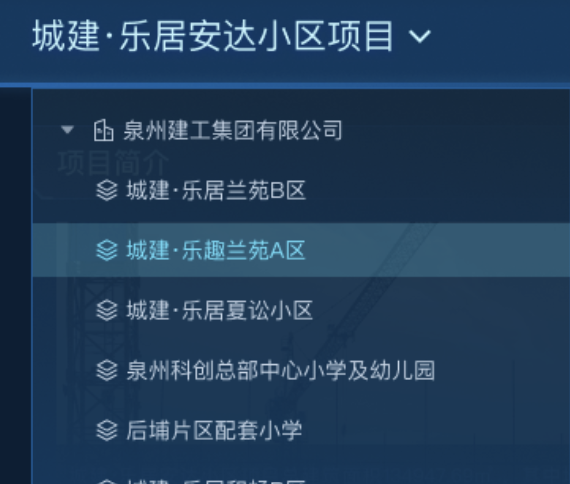 城建·乐居安达小区项目
泉州建工集团有限公司
项目简介
城建·乐居兰苑B区
城建·乐趣兰苑A区
城建·乐居夏讼小区
泉州科创总部中心小学及幼儿园
后埔片区配套小学